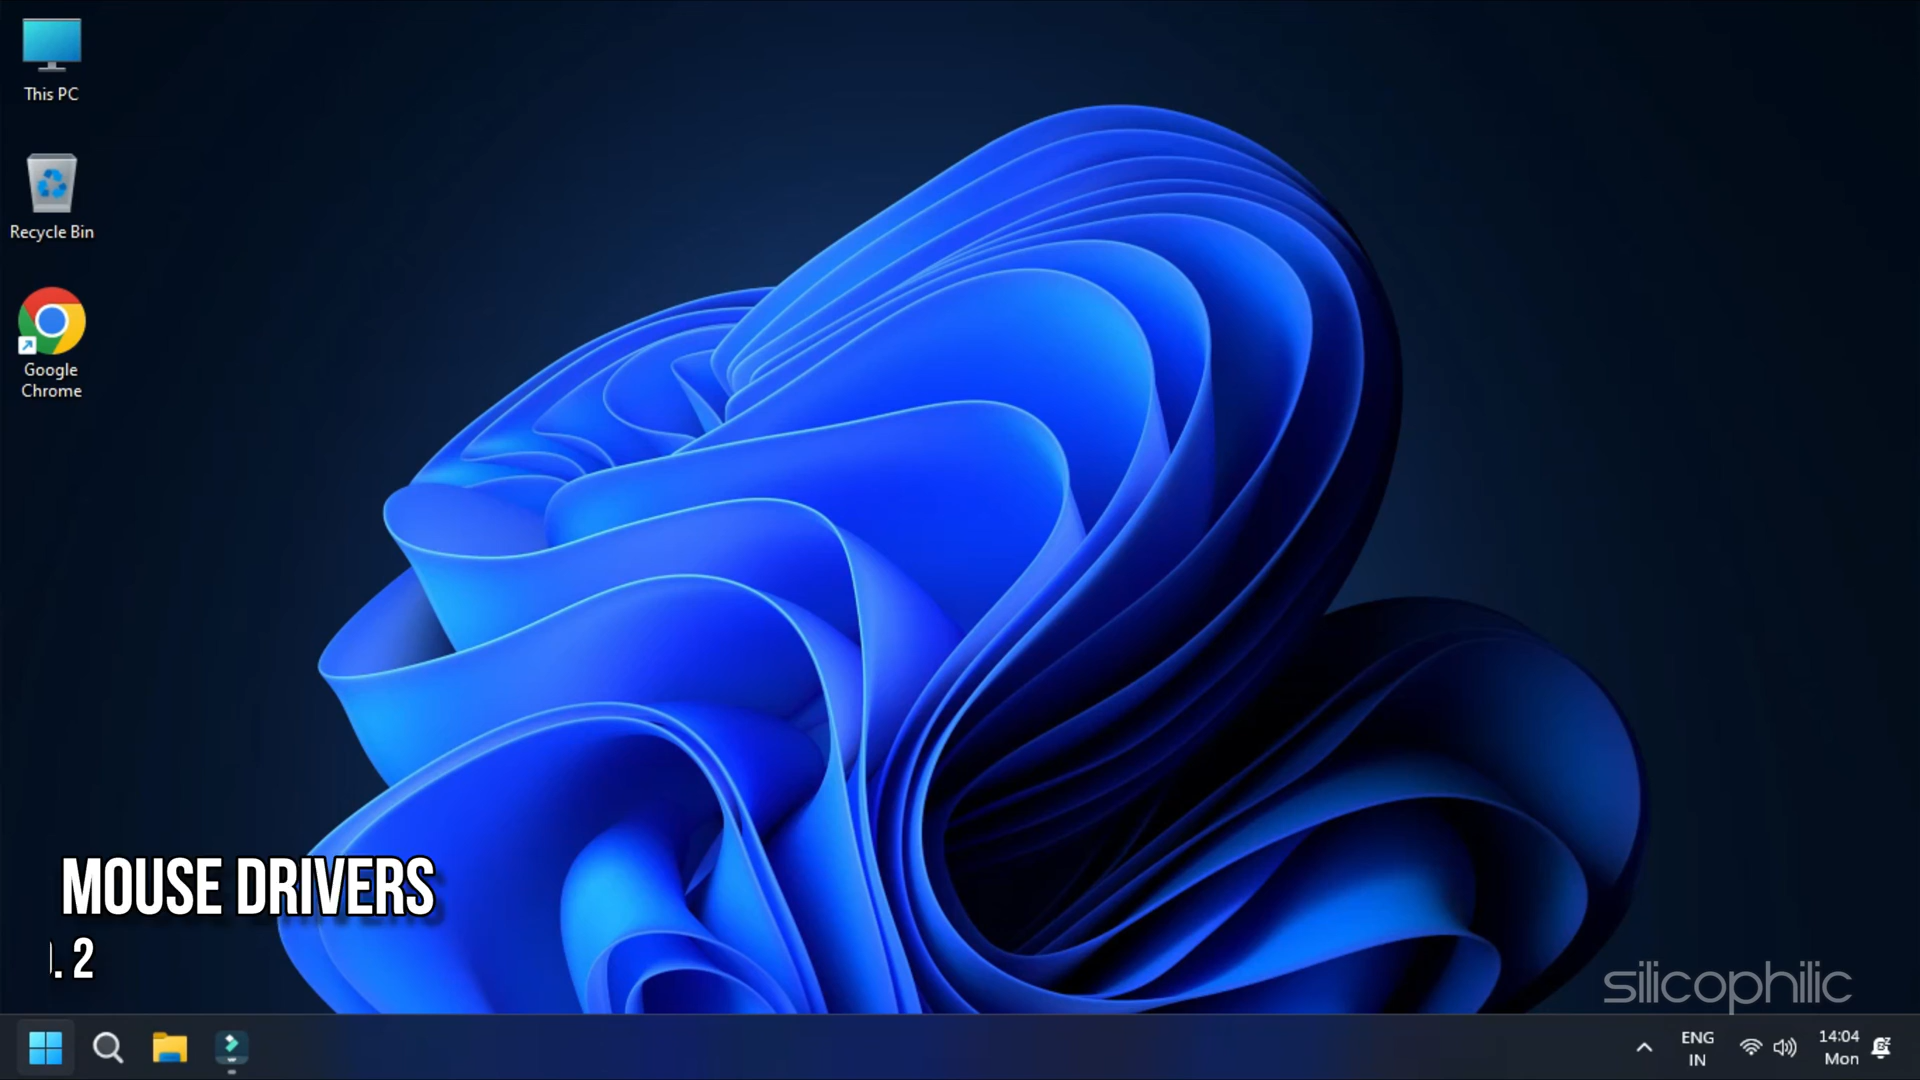 This PC
Recycle Bin
Google
Chrome
MOUSE DRIVERS
. 2
silicophilic
ENG
IN
14:04
Mon